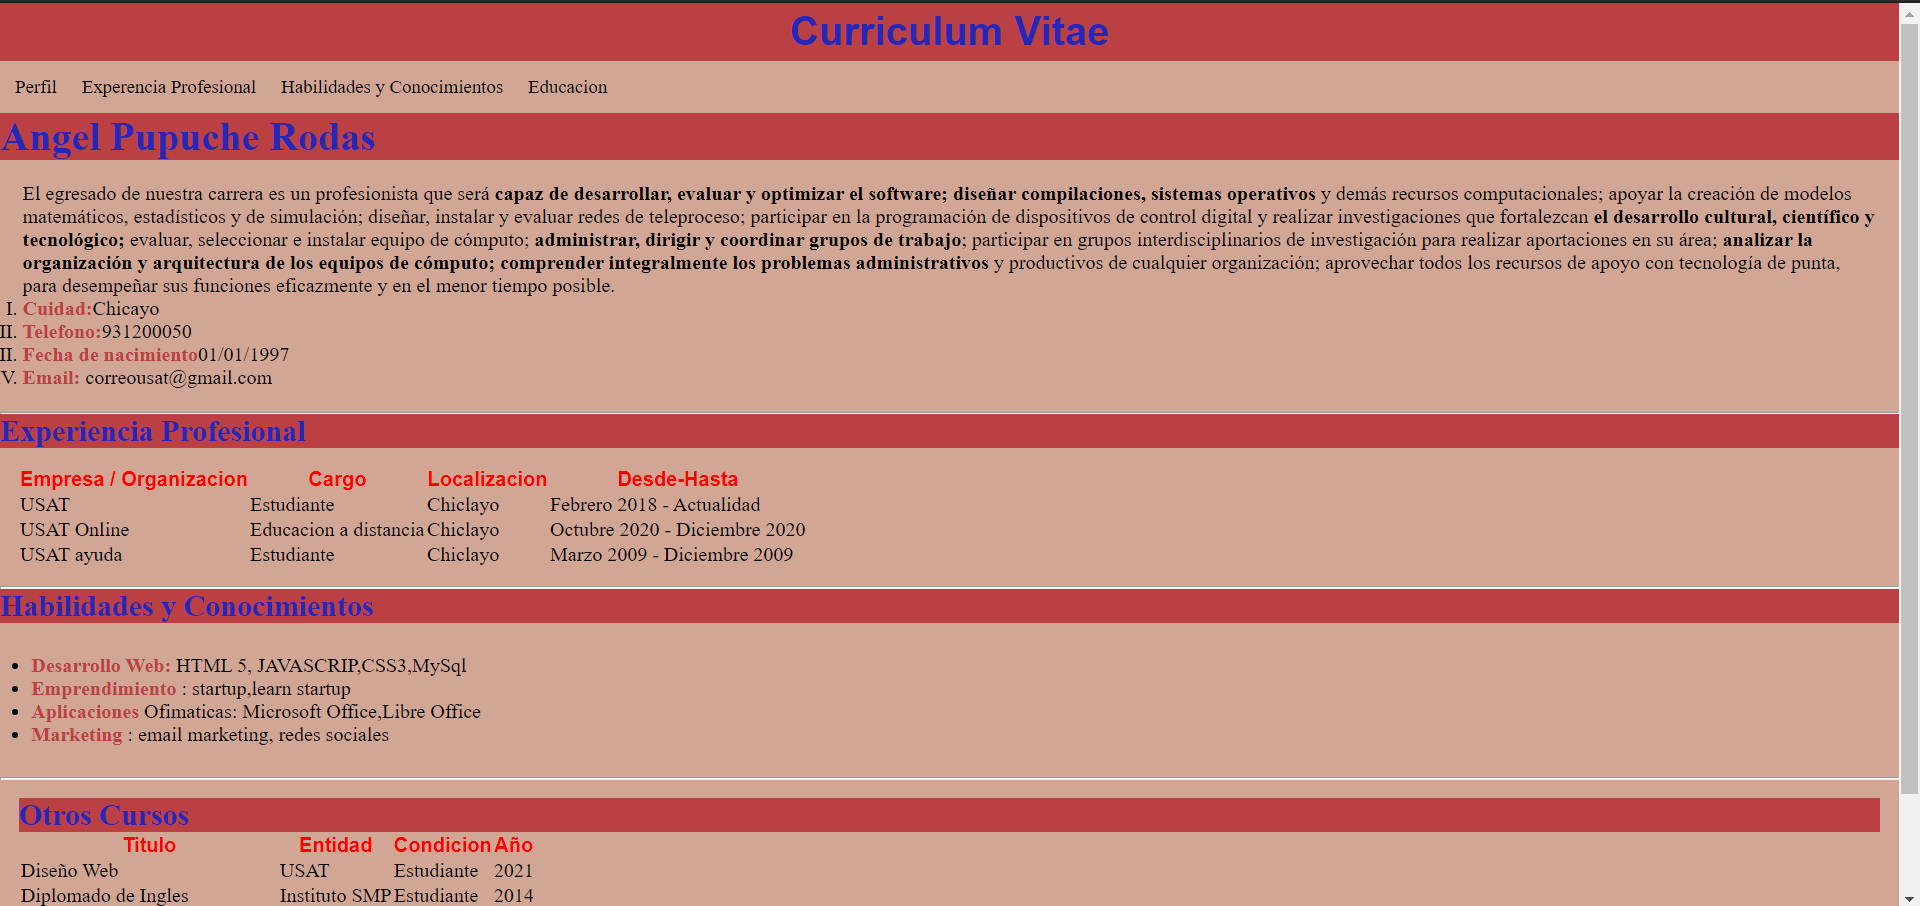 Curriculum Vitae
Perfil Experencia Profesional Habilidades y Conocimientos Educacion
Angel Pupuche Rodas
El egresado de nuestra carrera es un profesionista que será capaz de desarrollar, evaluar y optimizar el software; diseñar compilaciones, sistemas operativos y demás recursos computacionales; apoyar la creación de modelos
matemáticos, estadísticos y de simulación; diseñar, instalar y evaluar redes de teleproceso; participar en la programación de dispositivos de control digital y realizar investigaciones que fortalezcan el desarrollo cultural, científico y
tecnológico; evaluar, seleccionar e instalar equipo de cómputo; administrar, dirigir y coordinar grupos de trabajo; participar en grupos interdisciplinarios de investigación para realizar aportaciones en su área; analizar la
organización y arquitectura de los equipos de cómputo; comprender integralmente los problemas administrativos y productivos de cualquier organización; aprovechar todos los recursos de apoyo con tecnología de punta,
para desempeñar sus funciones eficazmente y en el menor tiempo posible.
I. Cuidad:Chicayo
II. Telefono:931200050
II. Fecha de nacimiento01/01/1997
V. Email: correousat@gmail.com
Experiencia Profesional
Empresa / Organizacion Cargo Localizacion Desde-Hasta
USAT Estudiante Chiclayo Febrero 2018 - Actualidad
USAT Online Educacion a distancia Chiclayo Octubre 2020 - Diciembre 2020
USAT ayuda Estudiante Chiclayo Marzo 2009 - Diciembre 2009
Habilidades y Conocimientos
• Desarrollo Web: HTML 5, JAVASCRIP,CSS3,MySql
• Emprendimiento : startup,learn startup
• Aplicaciones Ofimaticas: Microsoft Office,Libre Office
• Marketing : email marketing, redes sociales
Otros Cursos
Titulo Entidad Condicion Año
Diseño Web USAT Estudiante 2021
Diplomado de Ingles Instituto SMP Estudiante 2014